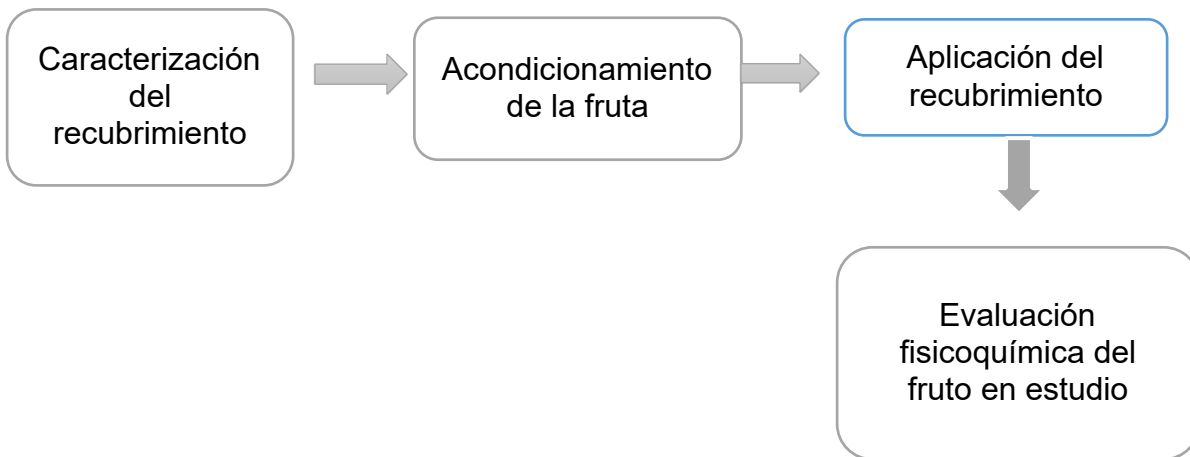 Caracterización
del
recubrimiento
Acondicionamiento
de la fruta
Aplicación del
recubrimiento
Evaluación
fisicoquímica del
fruto en estudio